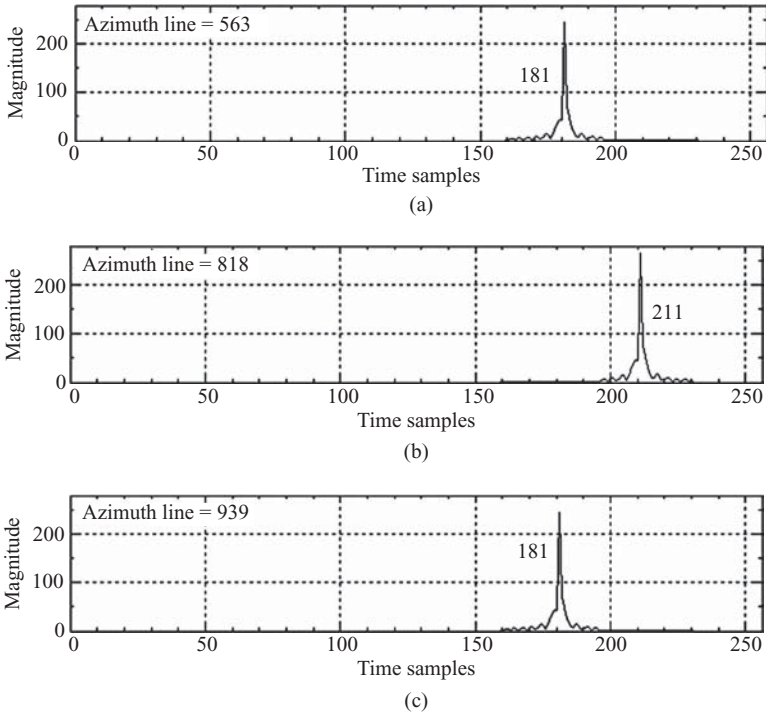 Azimuth line = 563
200
181
Magnitude
100
0
0 50 100 150 200 250
Time samples
(a)
Azimuth line = 818
200
211
Magnitude
100
0
0 50 100 150 200 250
Time samples
(b)
Azimuth line = 939
200
181
Magnitude
100
0
0 50 100 150 200 250
Time samples
(c)